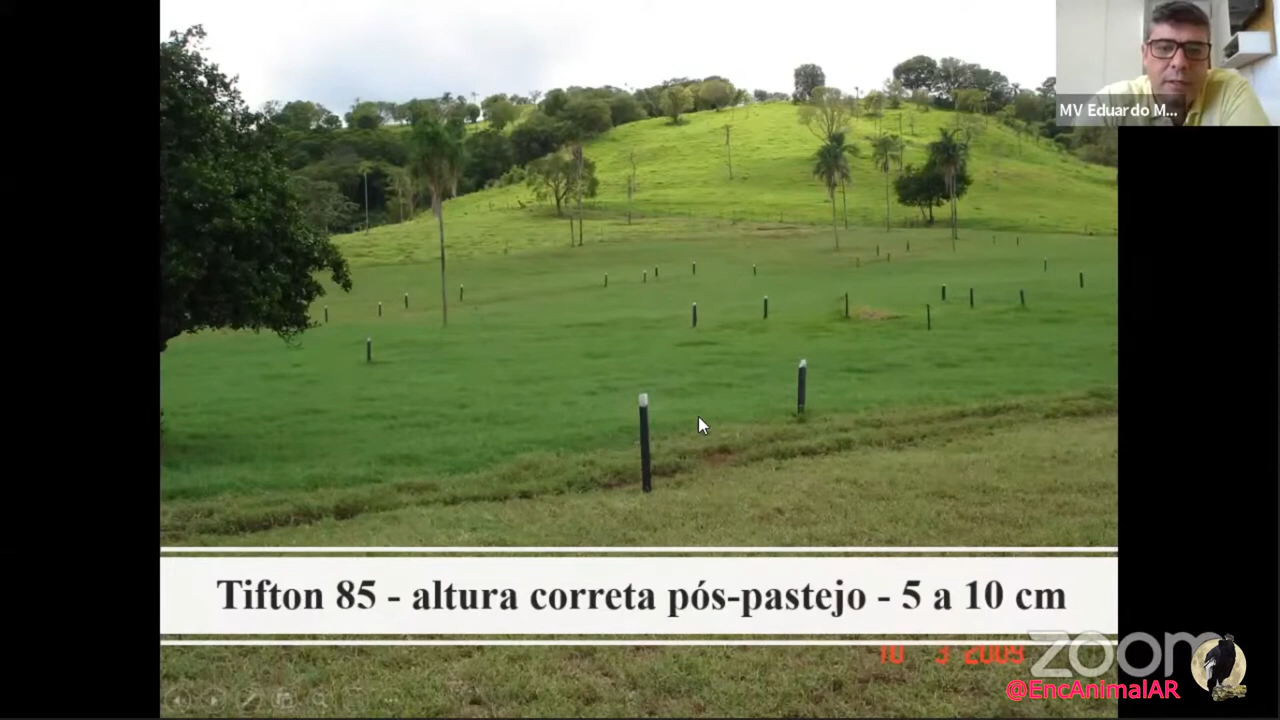 MV Eduardo M...
Tifton 85 - altura correta pós-pastejo - 5 a 10 cm
10 3 2009
zoom
@EncAnimalAR